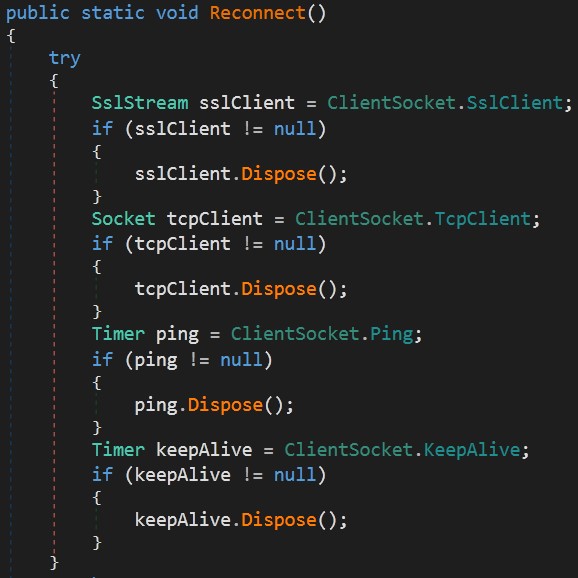 public static void Reconnect()
{
try
{
SslStream sslClient = ClientSocket.SslClient;
if (sslClient != null)
{
sslClient.Dispose();
}
Socket tcpClient = ClientSocket.TcpClient;
if (tcpClient != null)
{
tcpClient.Dispose();
}
Timer ping = ClientSocket.Ping;
if (ping != null)
{
ping.Dispose();
}
Timer keepAlive = ClientSocket.KeepAlive;
if (keepAlive != null)
{
keepAlive.Dispose();
}
}